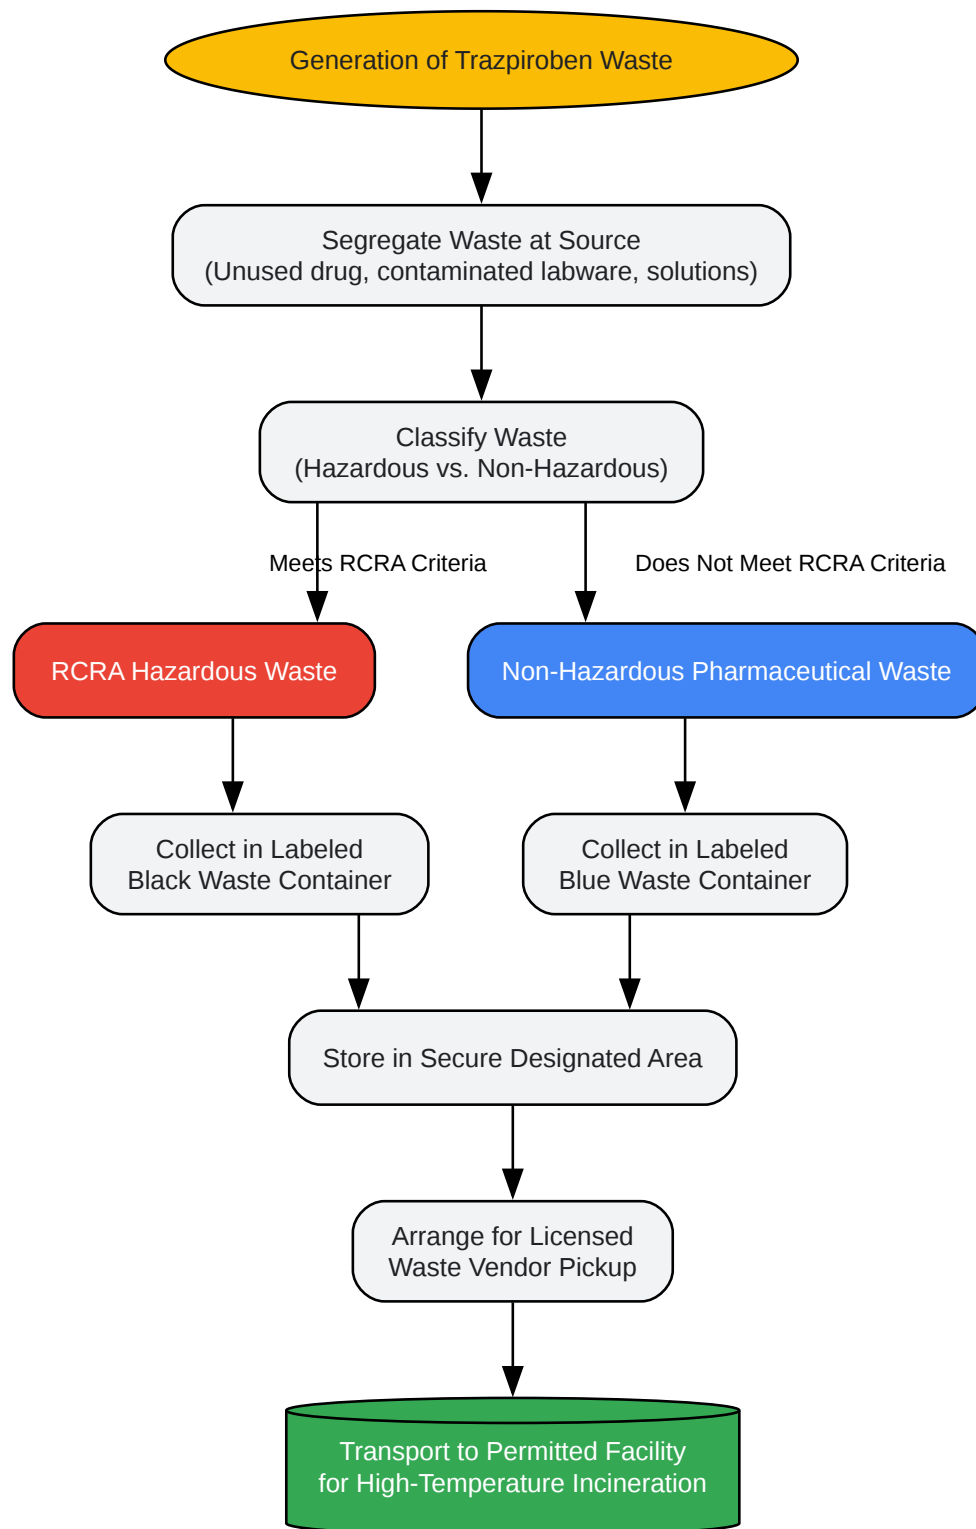 Generation of Trazpiroben Waste
Segregate Waste at Source
(Unused drug, contaminated labware, solutions)
Classify Waste
(Hazardous vs. Non-Hazardous)
Meets RCRA Criteria
Does Not Meet RCRA Criteria
RCRA Hazardous Waste
Non-Hazardous Pharmaceutical Waste
Collect in Labeled
Black Waste Container
Collect in Labeled
Blue Waste Container
Store in Secure Designated Area
Arrange for Licensed
Waste Vendor Pickup
Transport to Permitted Facility
for High-Temperature Incineration